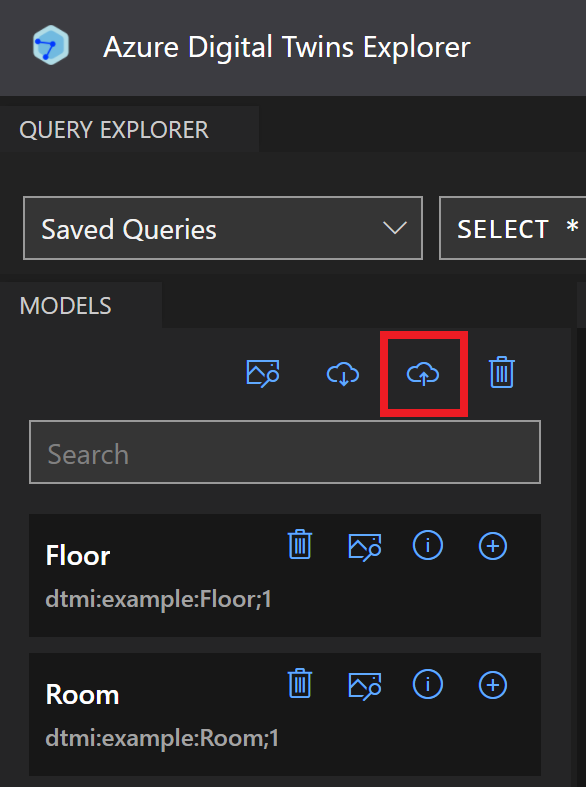 Azure Digital Twins Explorer
QUERY EXPLORER
Saved Queries
SELECT *
MODELS
Search
Floor
dtmi:example:Floor;1
Room
dtmi:example:Room;1